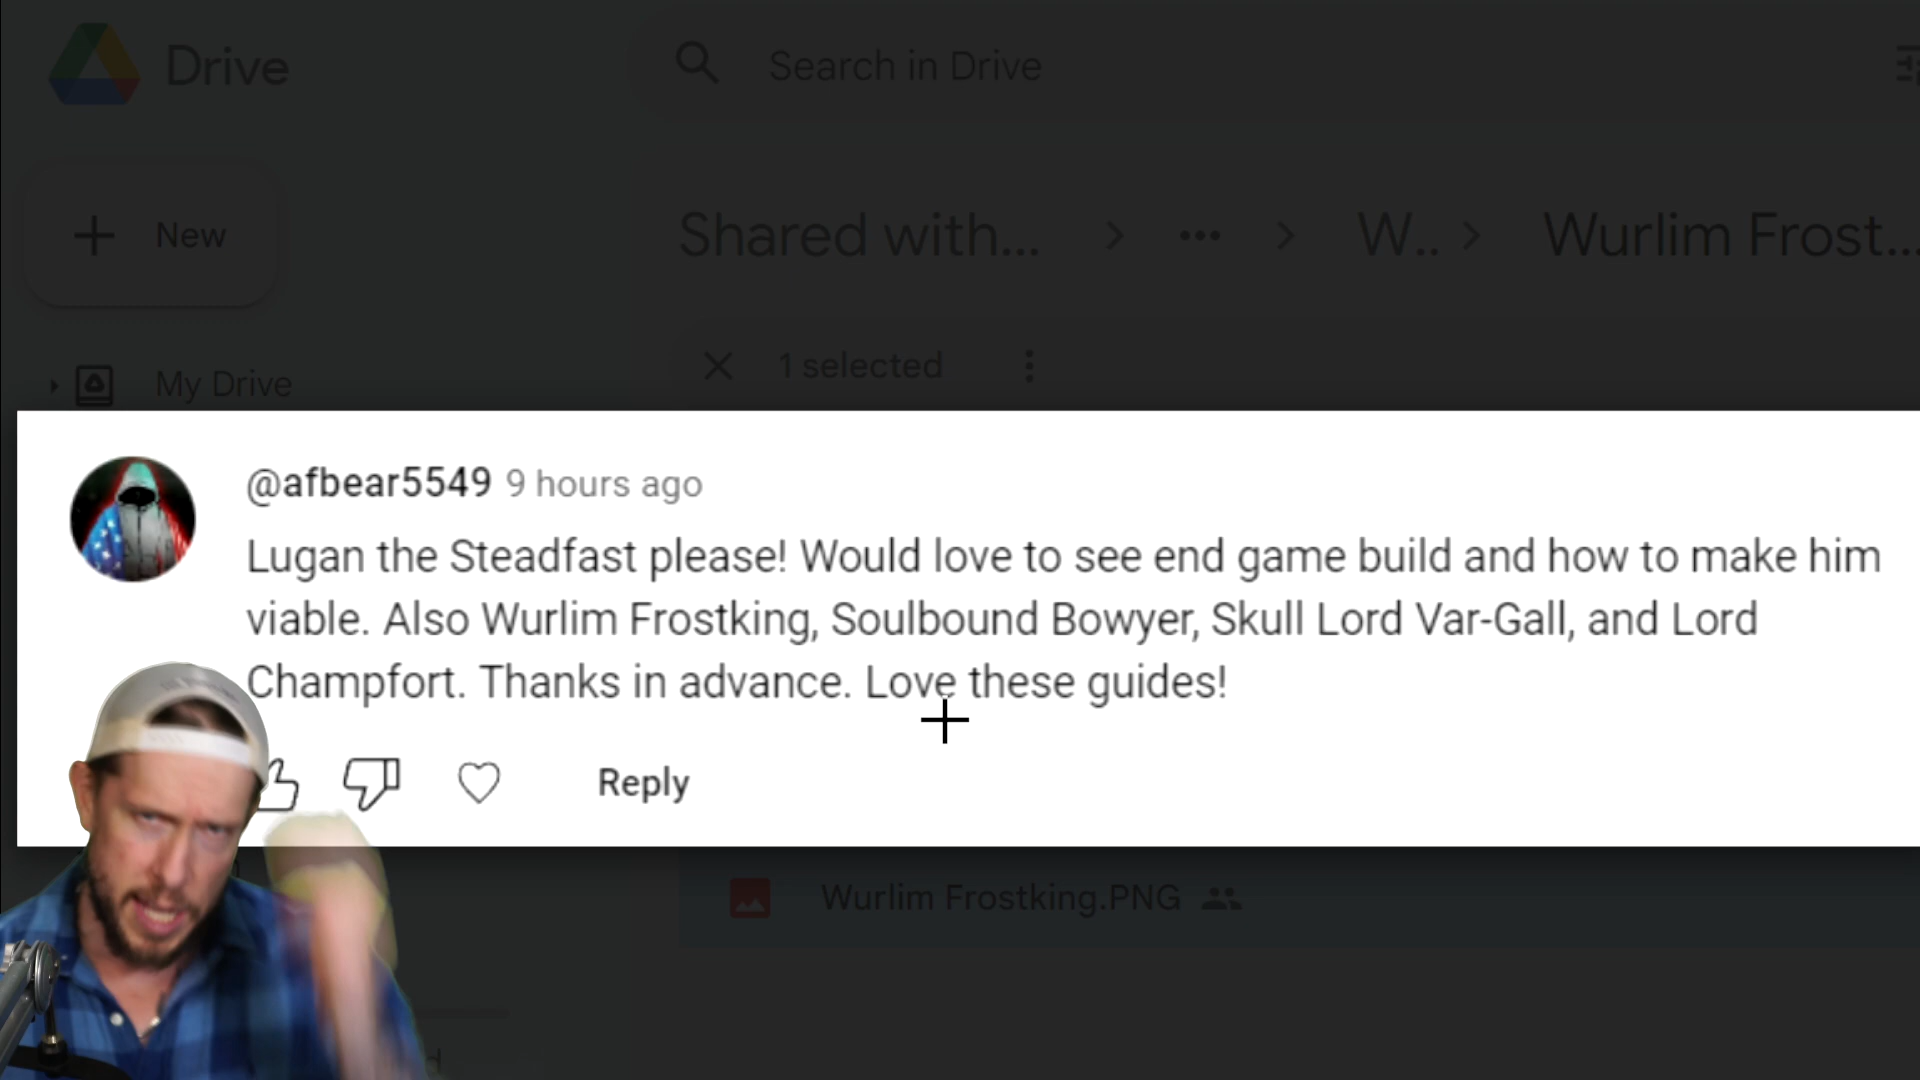 Drive
Search in Drive
New
Shared with... > ... > W.. > Wurlim Frost...
My Drive
1 selected
@afbear5549 9 hours ago
Lugan the Steadfast please! Would love to see end game build and how to make him
viable. Also Wurlim Frostking, Soulbound Bowyer, Skull Lord Var-Gall, and Lord
Champfort. Thanks in advance. Love these guides!
Reply
Wurlim Frostking.PNG